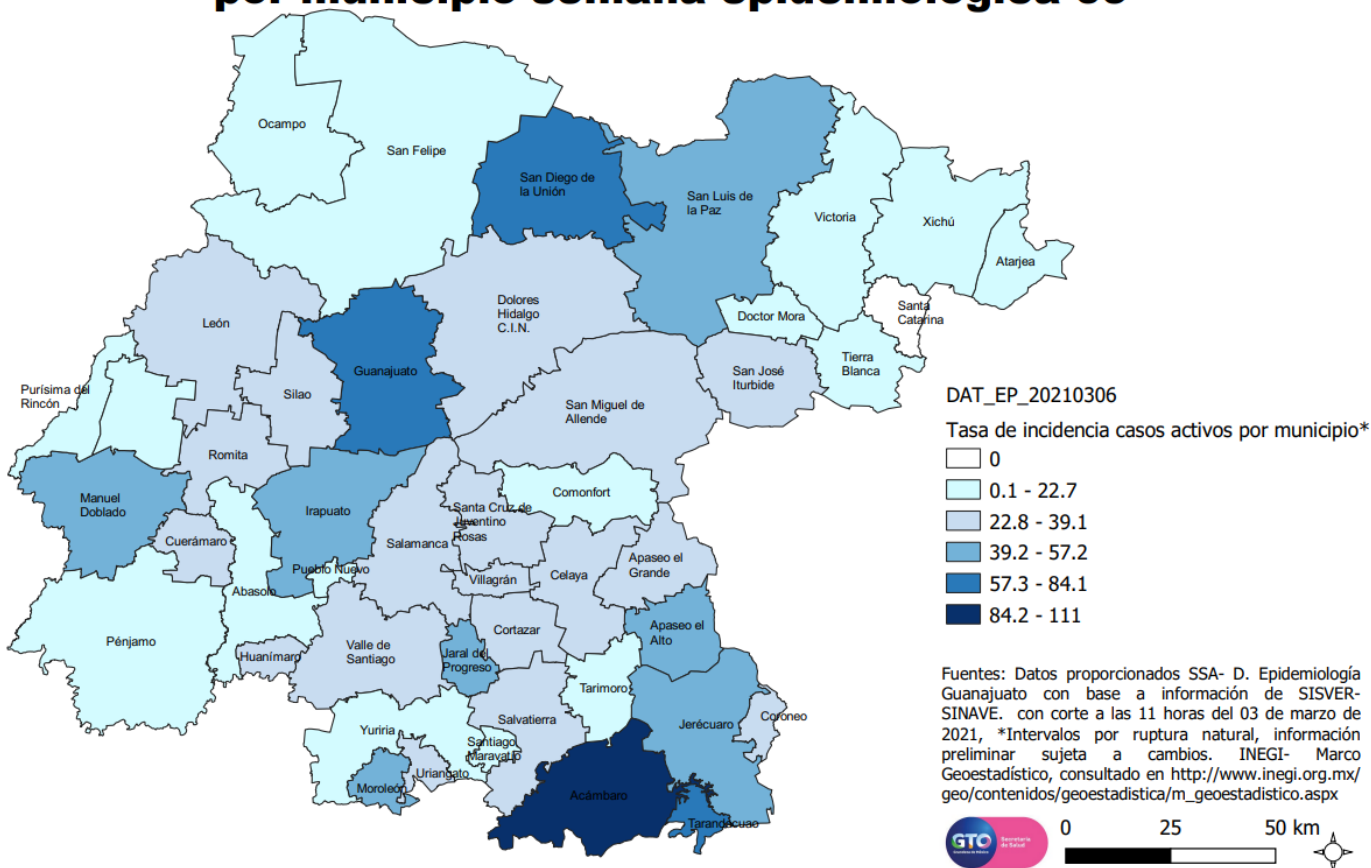 Ocampo
San Felipe
San Diego de
la Unión
San Luis de
la Paz
Victoria
Xichú
Atarjea
Santa
Catarina
Doctor Mora
Tierra
Blanca
San José
Iturbide
Dolores
Hidalgo
C.I.N.
León
Guanajuato
Silao
San Miguel de
Allende
Purísima del
Rincón
Romita
Manuel
Doblado
Irapuato
Comonfort
Santa Cruz de
Juventino
Rosas
Cuerámaro
Salamanca
Apaseo el
Grande
Pueblo Nuevo
Villagrán
Celaya
Abasolo
Pénjamo
Cortazar
Apaseo el
Alto
Huanímaro
Valle de
Santiago
Jaral del
Progreso
Tarimoro
Yuriria
Salvatierra
Jerécuaro
Coroneo
Santiago
Maravatío
Uriangato
Moroleón
Acámbaro
Tarandacuao
DAT_EP_20210306
Tasa de incidencia casos activos por municipio*
0
0.1 - 22.7
22.8 - 39.1
39.2 - 57.2
57.3 - 84.1
84.2 - 111
Fuentes: Datos proporcionados SSA- D. Epidemiología
Guanajuato con base a información de SISVER-
SINAVE. con corte a las 11 horas del 03 de marzo de
2021, *Intervalos por ruptura natural, información
preliminar sujeta a cambios. INEGI- Marco
Geoestadístico, consultado en http://www.inegi.org.mx/
geo/contenidos/geoestadistica/m_geoestadistico.aspx
GTO
Secretaría
de Salud
0 25 50 km